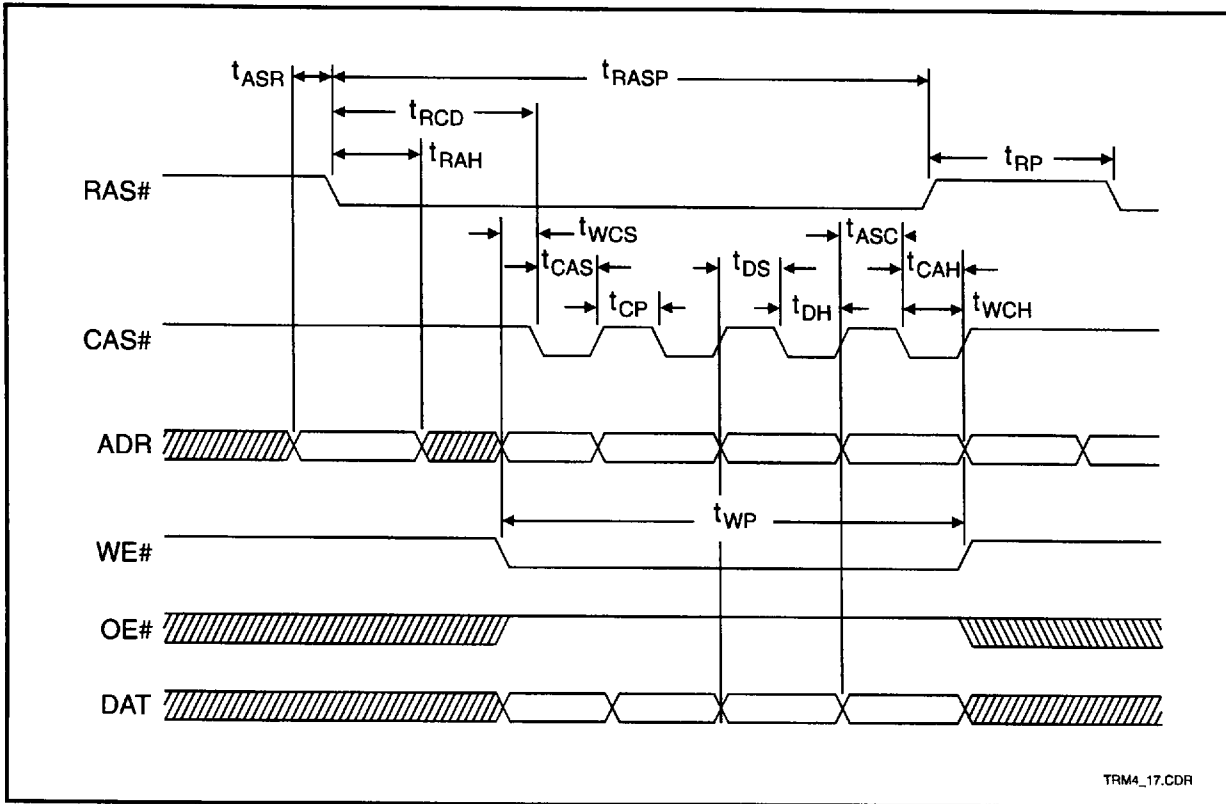 tASR
tRASP
tRCD
tRAH
tRP
RAS#
tWCS
tASC
tCAS
tDS
tCAH
tCP
tDH
tWCH
CAS#
ADR
tWP
WE#
OE#
DAT
TRM4_17.CDR